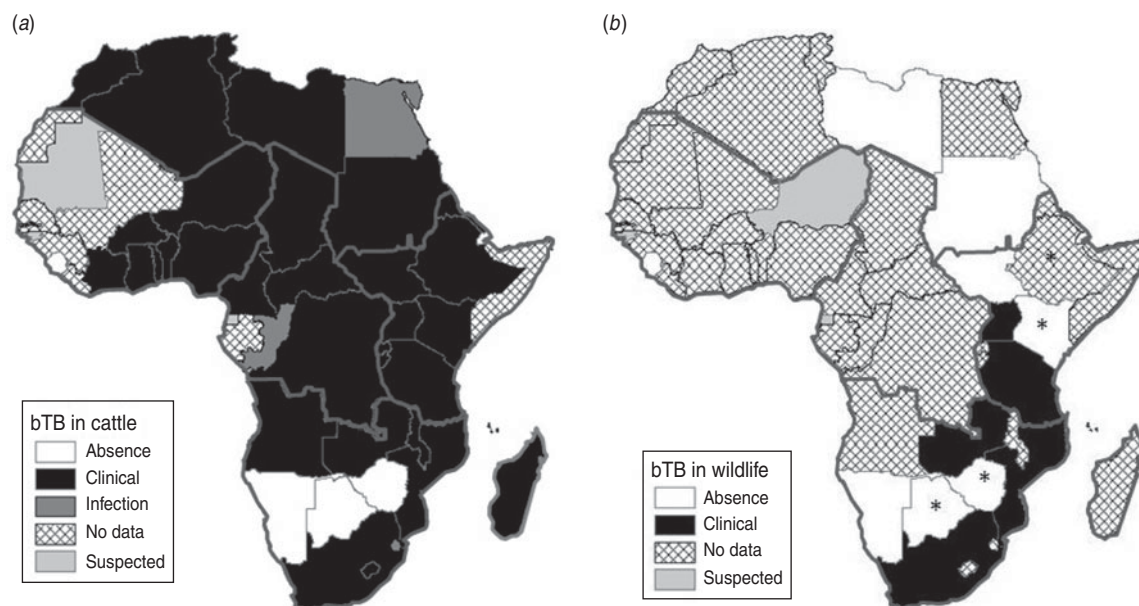 (a)
bTB in cattle
Absence
Clinical
Infection
No data
Suspected
(b)
*
*
*
*
bTB in wildlife
Absence
Clinical
No data
Suspected